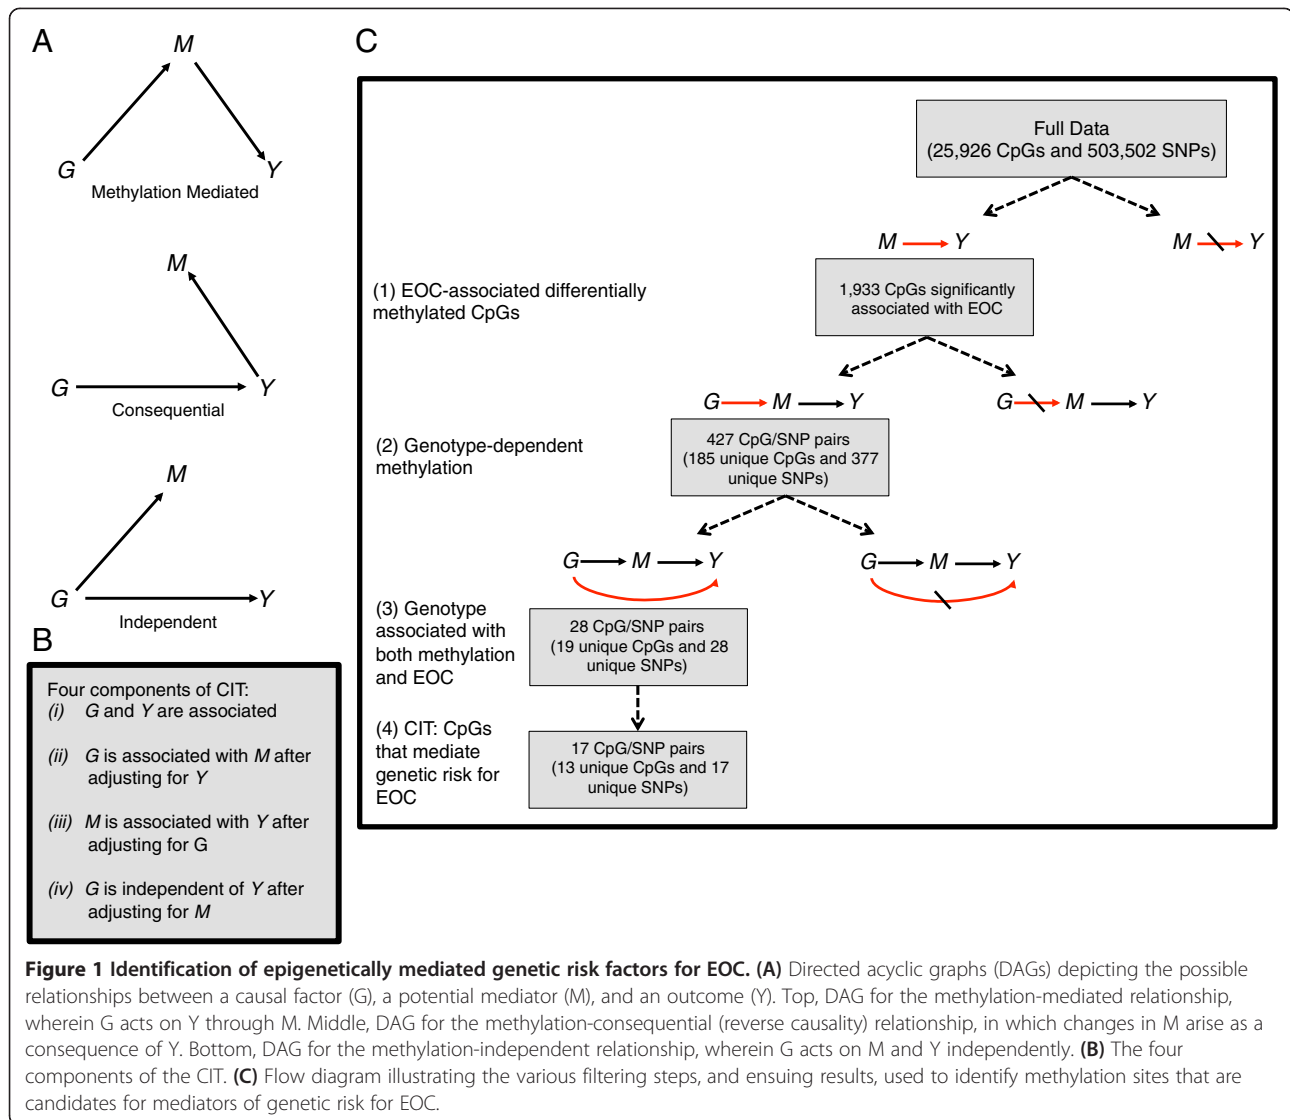 A
M
G
Y
Methylation Mediated
M
G
Y
Consequential
M
G
Y
Independent
B
Four components of CIT:
(i) G and Y are associated
(ii) G is associated with M after
adjusting for Y
(iii) M is associated with Y after
adjusting for G
(iv) G is independent of Y after
adjusting for M
C
Full Data
(25,926 CpGs and 503,502 SNPs)
M Y
M Y
(1) EOC-associated differentially
methylated CpGs
1,933 CpGs significantly
associated with EOC
G M Y
G M Y
(2) Genotype-dependent
methylation
427 CpG/SNP pairs
(185 unique CpGs and 377
unique SNPs)
G M Y
G M Y
(3) Genotype
associated with
both methylation
and EOC
28 CpG/SNP pairs
(19 unique CpGs and 28
unique SNPs)
(4) CIT: CpGs
that mediate
genetic risk for
EOC
17 CpG/SNP pairs
(13 unique CpGs and 17
unique SNPs)
Figure 1 Identification of epigenetically mediated genetic risk factors for EOC. (A) Directed acyclic graphs (DAGs) depicting the possible
relationships between a causal factor (G), a potential mediator (M), and an outcome (Y). Top, DAG for the methylation-mediated relationship,
wherein G acts on Y through M. Middle, DAG for the methylation-consequential (reverse causality) relationship, in which changes in M arise as a
consequence of Y. Bottom, DAG for the methylation-independent relationship, wherein G acts on M and Y independently. (B) The four
components of the CIT. (C) Flow diagram illustrating the various filtering steps, and ensuing results, used to identify methylation sites that are
candidates for mediators of genetic risk for EOC.